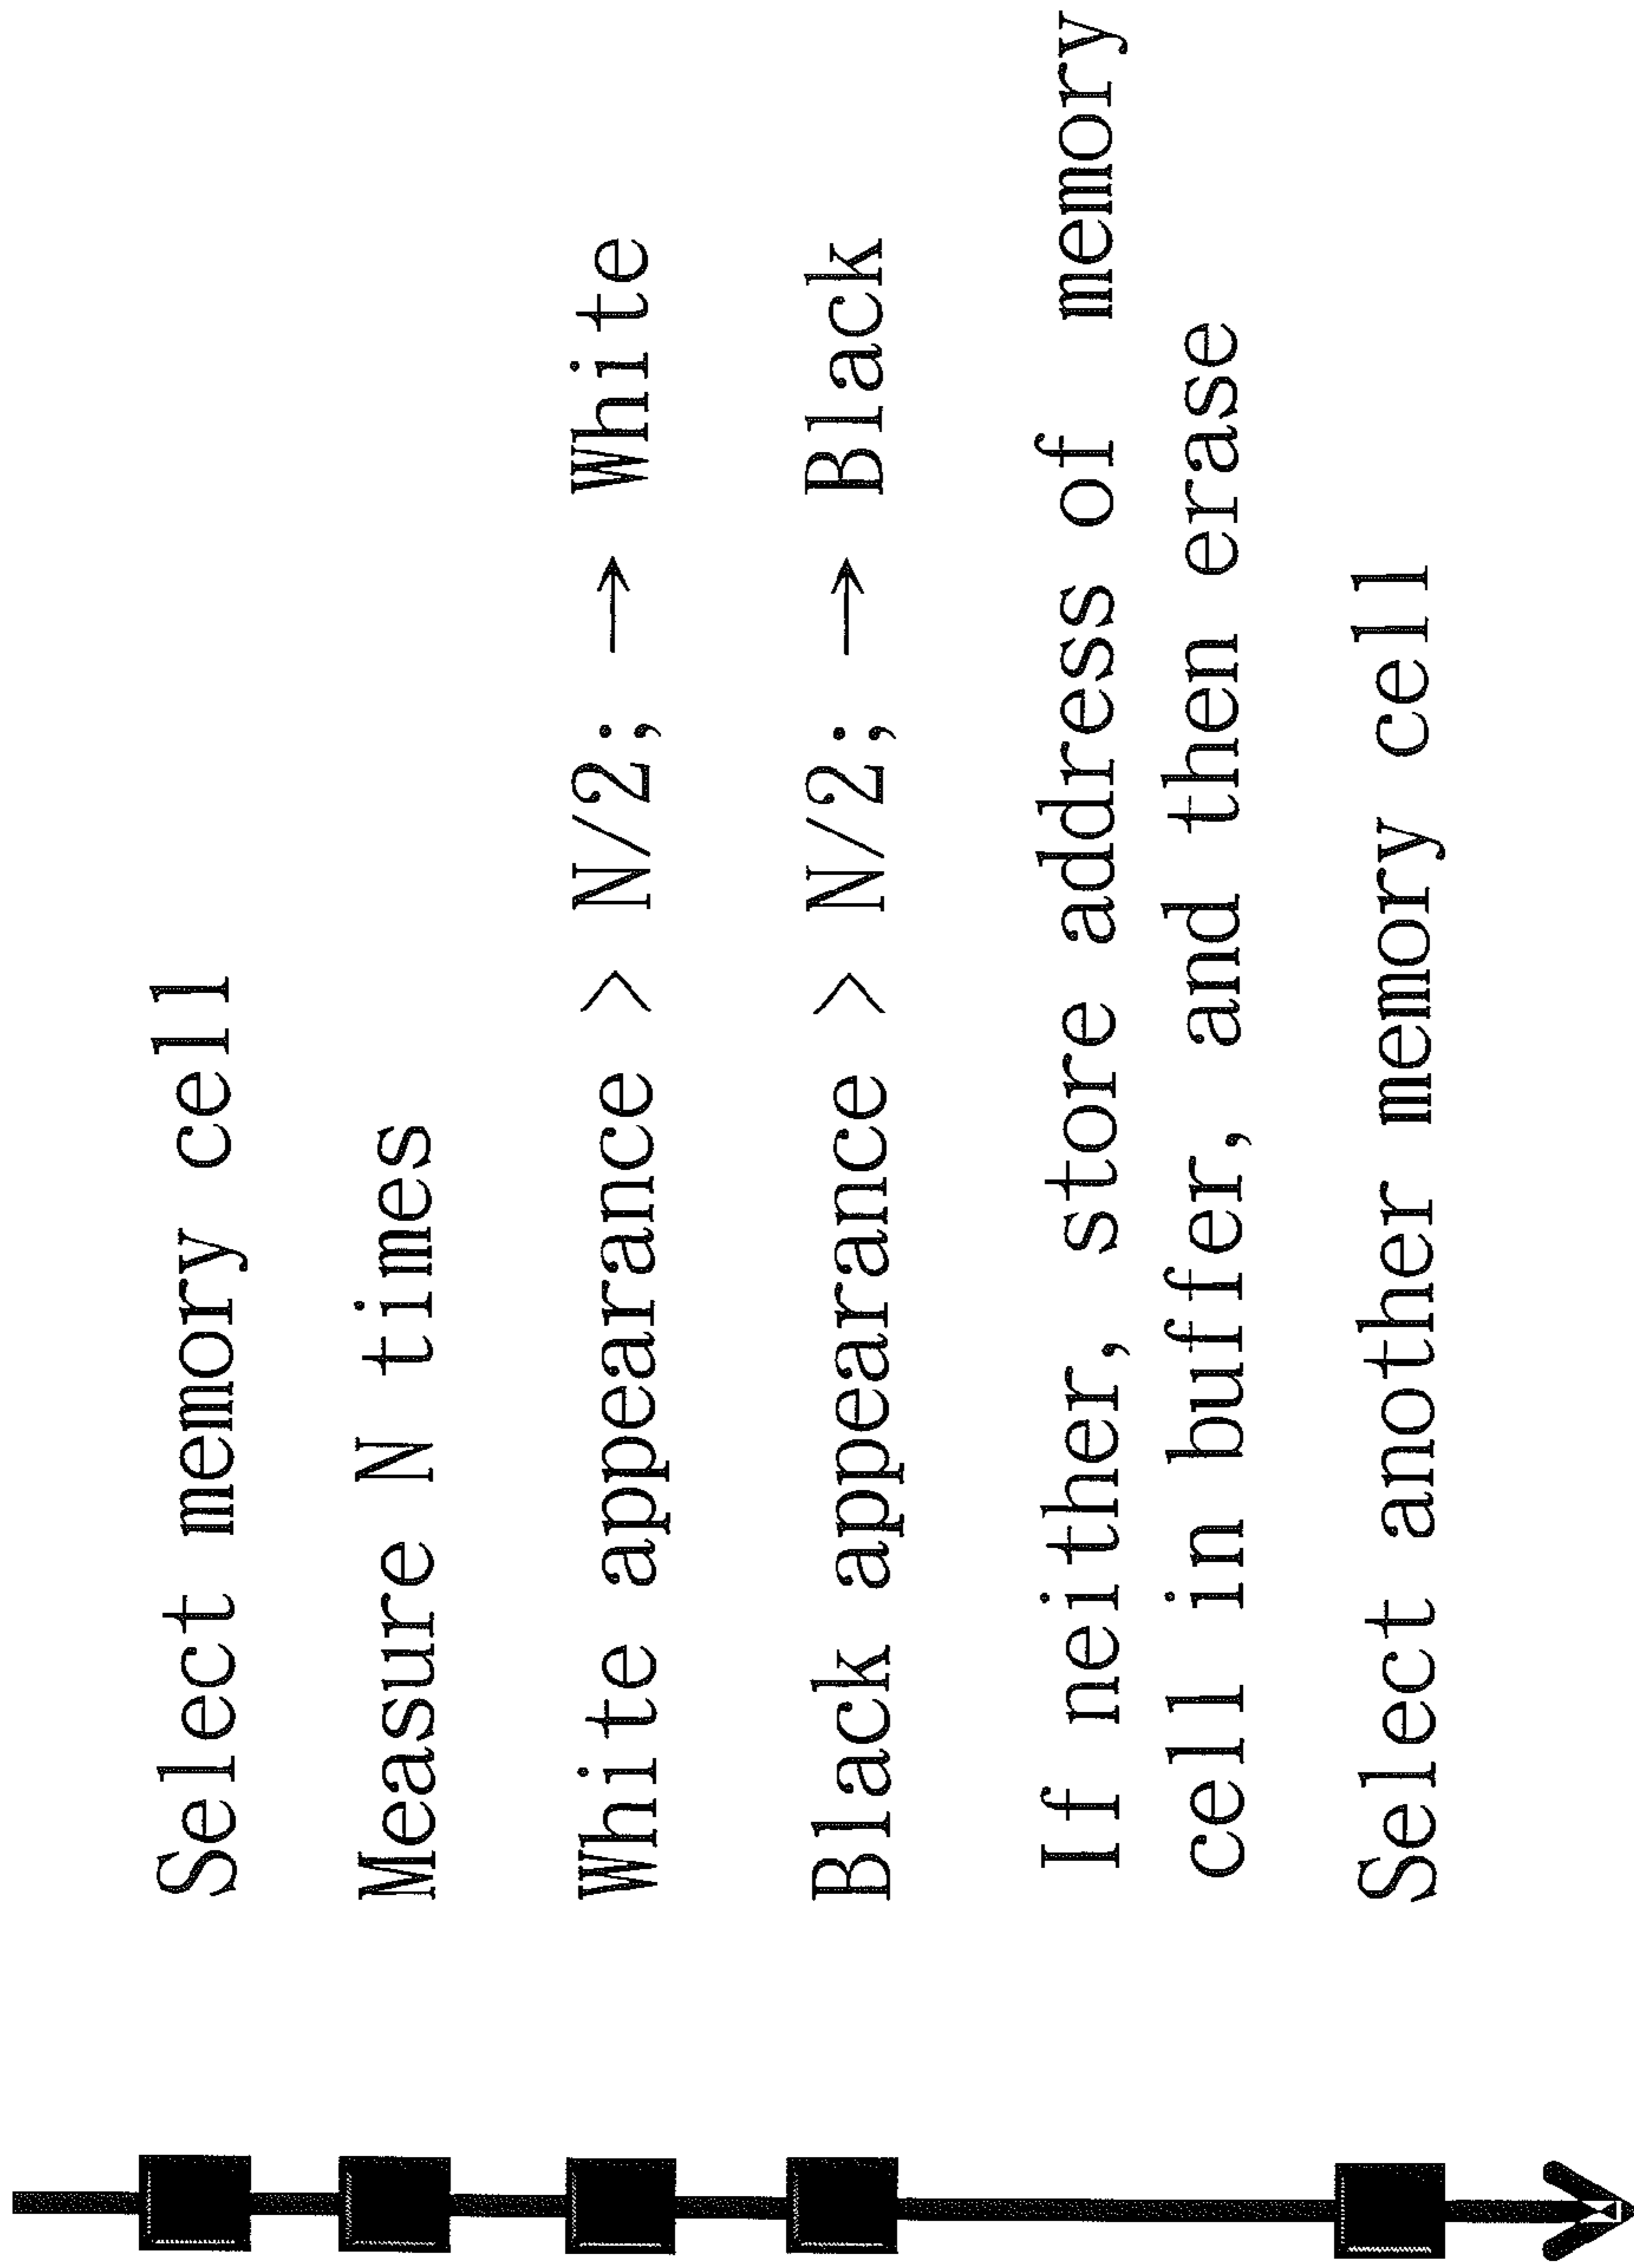 Select memory cell
Measure N times
White appearance > N/2; → White
Black appearance > N/2; → Black
If neither, store address of memory
cell in buffer, and then erase
Select another memory cell